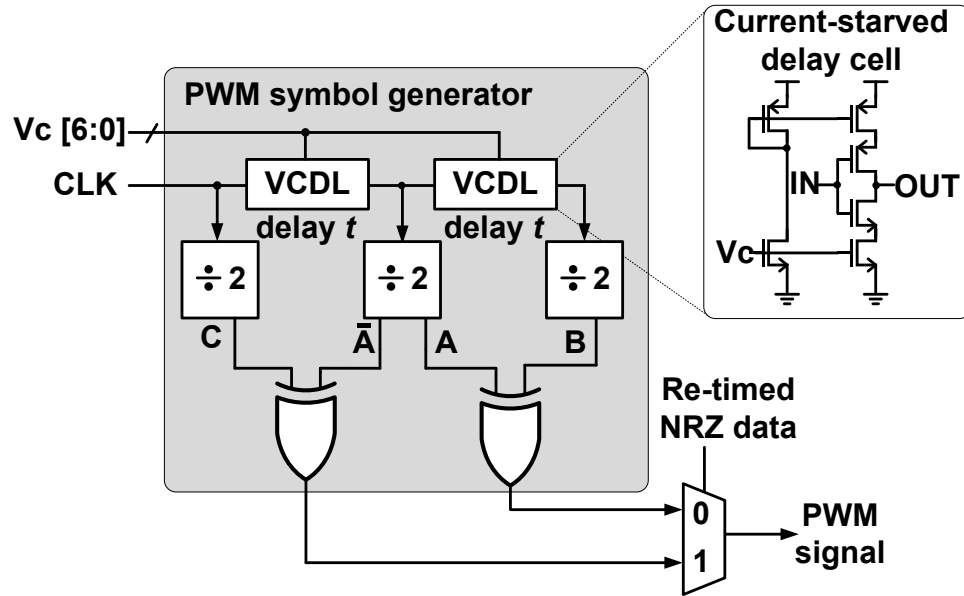 Current-starved
delay cell
PWM symbol generator
Vc [6:0]
CLK
VCDL
VCDL
delay t
delay t
IN
OUT
Vc
÷ 2
÷ 2
÷ 2
C
A̅
A
B
Re-timed
NRZ data
0
1
PWM
signal